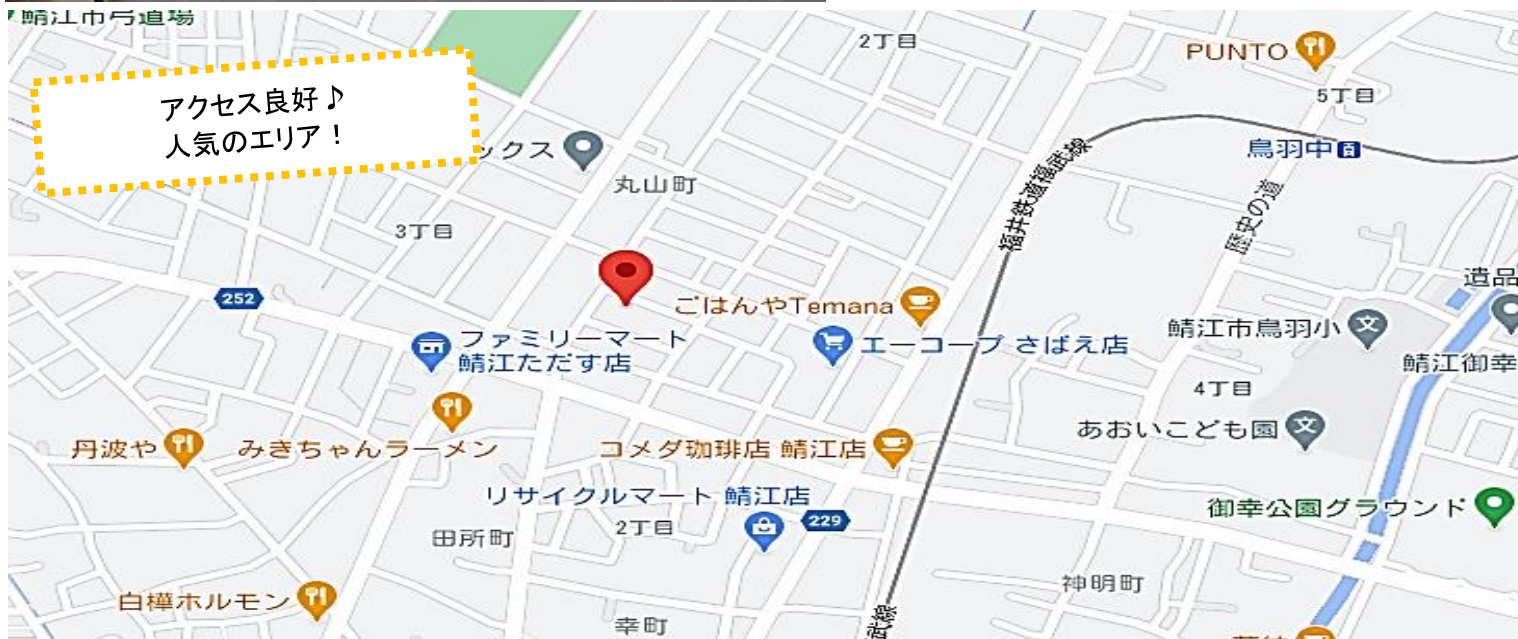 鯖江市弓道場
2丁目
PUNTO
アクセス良好♪
人気のエリア！
5丁目
ックス
鳥羽中
丸山町
福井鉄道福武線
歴史の道
3丁目
252
遺品
ごはんやTemana
鯖江市鳥羽小
ファミリーマート
鯖江ただす店
エーコープ さばえ店
鯖江御幸
4丁目
丹波や
みきちゃんラーメン
コメダ珈琲店 鯖江店
あおいこども園
リサイクルマート 鯖江店
229
御幸公園グラウンド
2丁目
田所町
神明町
白樺ホルモン
幸町
武線